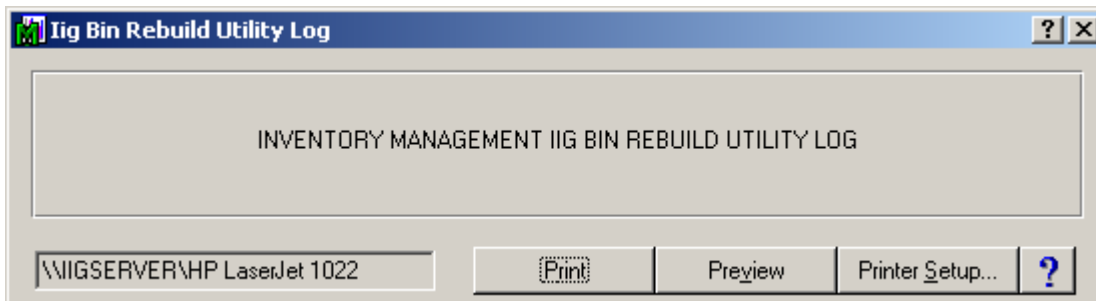 Iig Bin Rebuild Utility Log
?
INVENTORY MANAGEMENT IIG BIN REBUILD UTILITY LOG
\\IIGSERVER\HP LaserJet 1022 Print Preview Printer Setup... ?